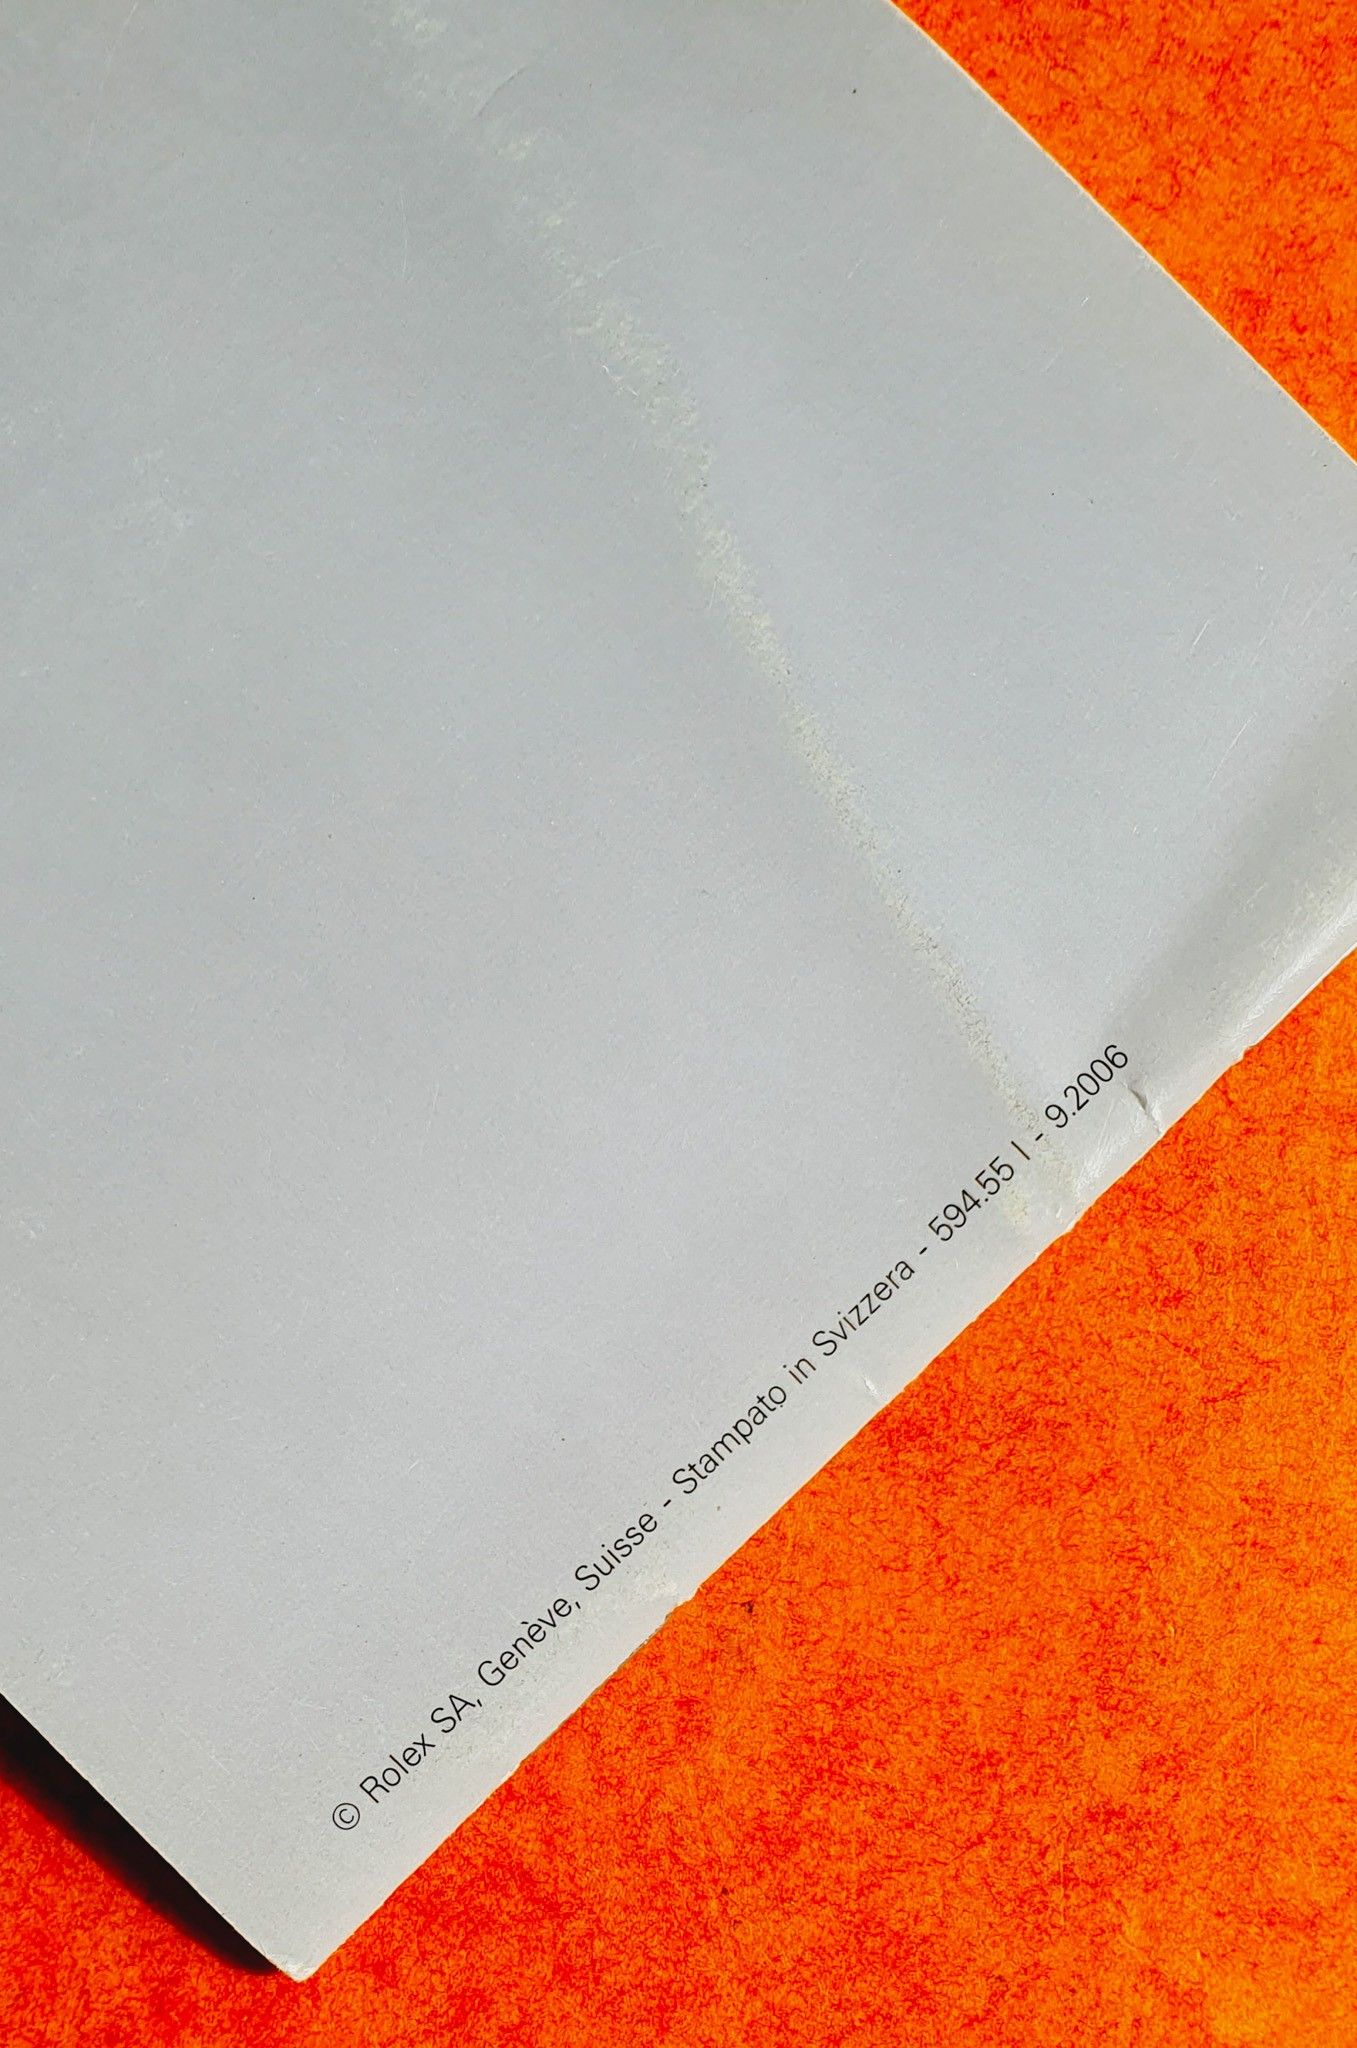 © Rolex SA, Genève, Suisse - Stampato in Svizzera - 594.55 I - 9.2006